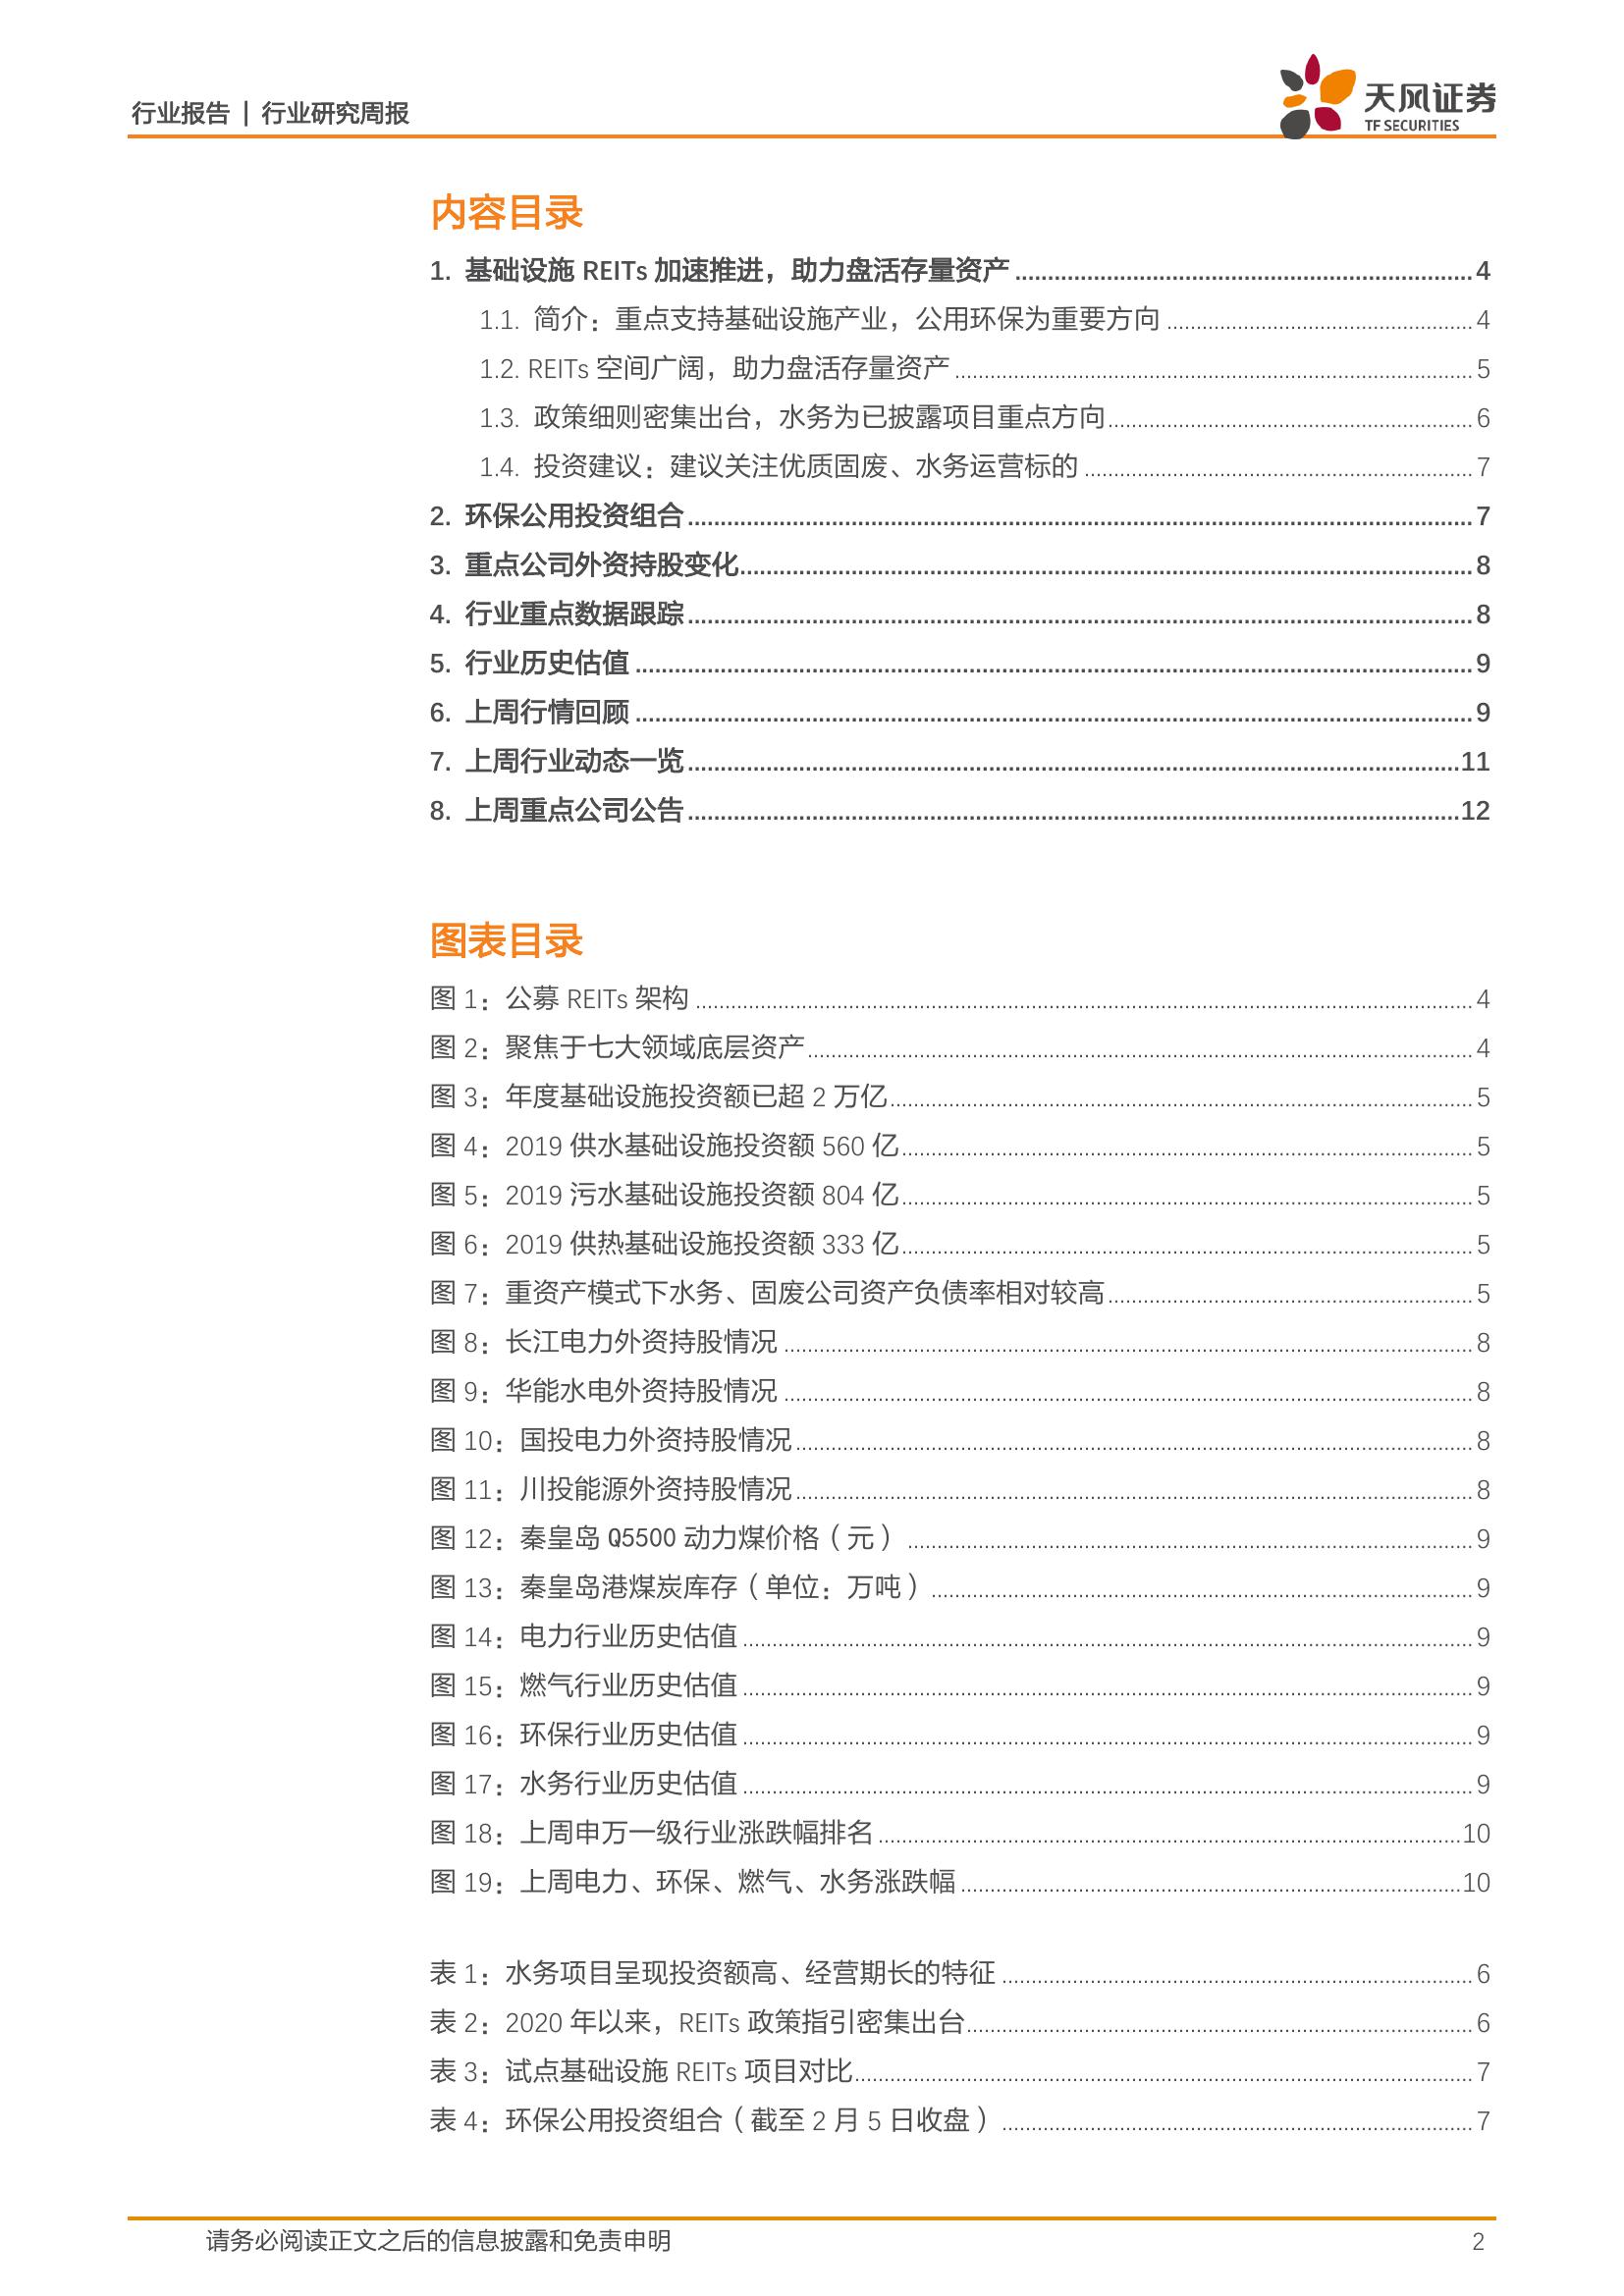 行业报告 | 行业研究周报
天风证券
TF SECURITIES
内容目录
1. 基础设施 REITs 加速推进，助力盘活存量资产 ........ 4
1.1. 简介：重点支持基础设施产业，公用环保为重要方向 ........ 4
1.2. REITs 空间广阔，助力盘活存量资产 ........ 5
1.3. 政策细则密集出台，水务为已披露项目重点方向 ........ 6
1.4. 投资建议：建议关注优质固废、水务运营标的 ........ 7
2. 环保公用投资组合 ........ 7
3. 重点公司外资持股变化 ........ 8
4. 行业重点数据跟踪 ........ 8
5. 行业历史估值 ........ 9
6. 上周行情回顾 ........ 9
7. 上周行业动态一览 ........ 11
8. 上周重点公司公告 ........ 12
图表目录
图 1：公募 REITs 架构 ........ 4
图 2：聚焦于七大领域底层资产 ........ 4
图 3：年度基础设施投资额已超 2 万亿 ........ 5
图 4：2019 供水基础设施投资额 560 亿 ........ 5
图 5：2019 污水基础设施投资额 804 亿 ........ 5
图 6：2019 供热基础设施投资额 333 亿 ........ 5
图 7：重资产模式下水务、固废公司资产负债率相对较高 ........ 5
图 8：长江电力外资持股情况 ........ 8
图 9：华能水电外资持股情况 ........ 8
图 10：国投电力外资持股情况 ........ 8
图 11：川投能源外资持股情况 ........ 8
图 12：秦皇岛 Q5500 动力煤价格（元） ........ 9
图 13：秦皇岛港煤炭库存（单位：万吨） ........ 9
图 14：电力行业历史估值 ........ 9
图 15：燃气行业历史估值 ........ 9
图 16：环保行业历史估值 ........ 9
图 17：水务行业历史估值 ........ 9
图 18：上周申万一级行业涨跌幅排名 ........ 10
图 19：上周电力、环保、燃气、水务涨跌幅 ........ 10
表 1：水务项目呈现投资额高、经营期长的特征 ........ 6
表 2：2020 年以来，REITs 政策指引密集出台 ........ 6
表 3：试点基础设施 REITs 项目对比 ........ 7
表 4：环保公用投资组合（截至 2 月 5 日收盘） ........ 7
请务必阅读正文之后的信息披露和免责申明 2